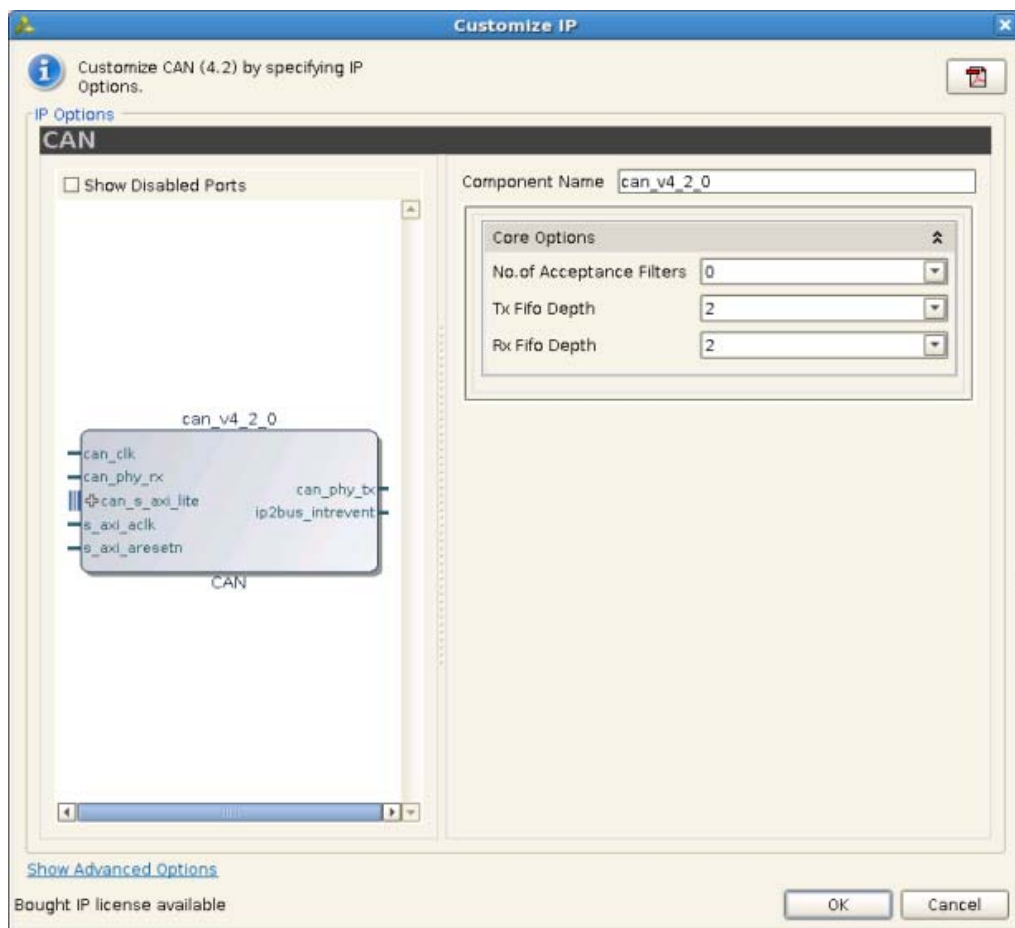 Customize IP
Customize CAN (4.2) by specifying IP
Options.
IP Options
CAN
Show Disabled Ports
can_v4_2_0
can_clk
can_phy_rx
can_s_axi_lite
s_axi_aclk
s_axi_aresetn
can_phy_tx
ip2bus_intrevent
CAN
Component Name can_v4_2_0
Core Options
No.of Acceptance Filters 0
Tx Fifo Depth 2
Rx Fifo Depth 2
Show Advanced Options
Bought IP license available
OK
Cancel